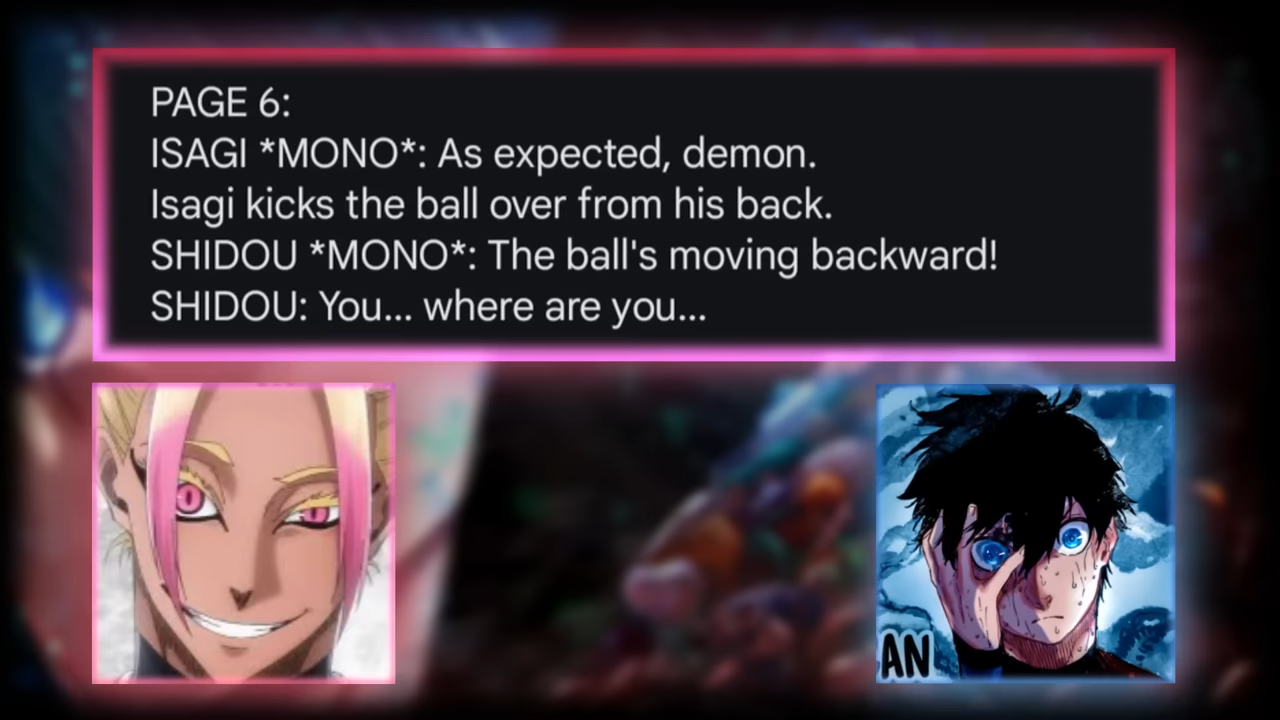 PAGE 6:
ISAGI *MONO*: As expected, demon.
Isagi kicks the ball over from his back.
SHIDOU *MONO*: The ball's moving backward!
SHIDOU: You... where are you...
AN